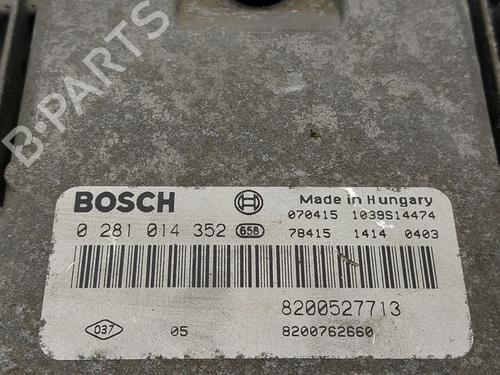 B-PARTS
BOSCH
Made in Hungary
070415 1039S14474
0 281 014 352 658
78415 1414 0403
8200527713
037
05
8200762660
B-PARTS